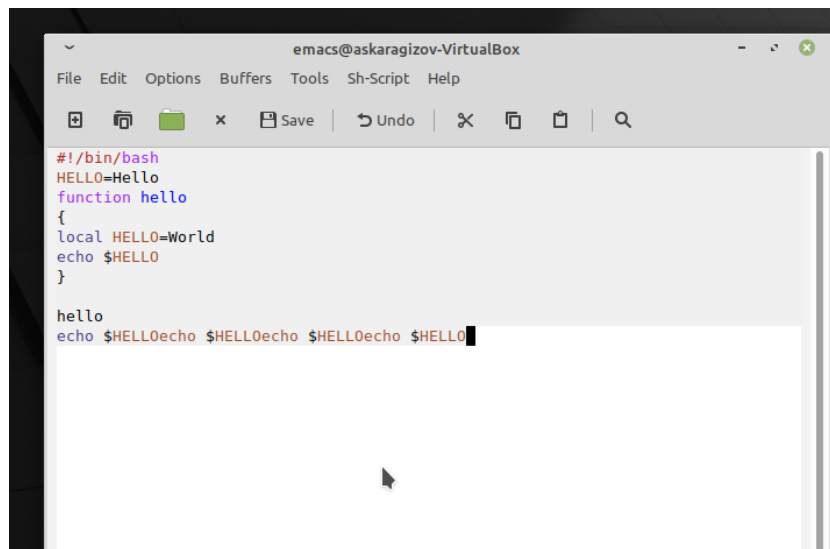 emacs@askaragizov-VirtualBox
File Edit Options Buffers Tools Sh-Script Help
Save Undo
#!/bin/bash
HELLO=Hello
function hello
{
local HELLO=World
echo $HELLO
}
hello
echo $HELLOecho $HELLOecho $HELLOecho $HELLO